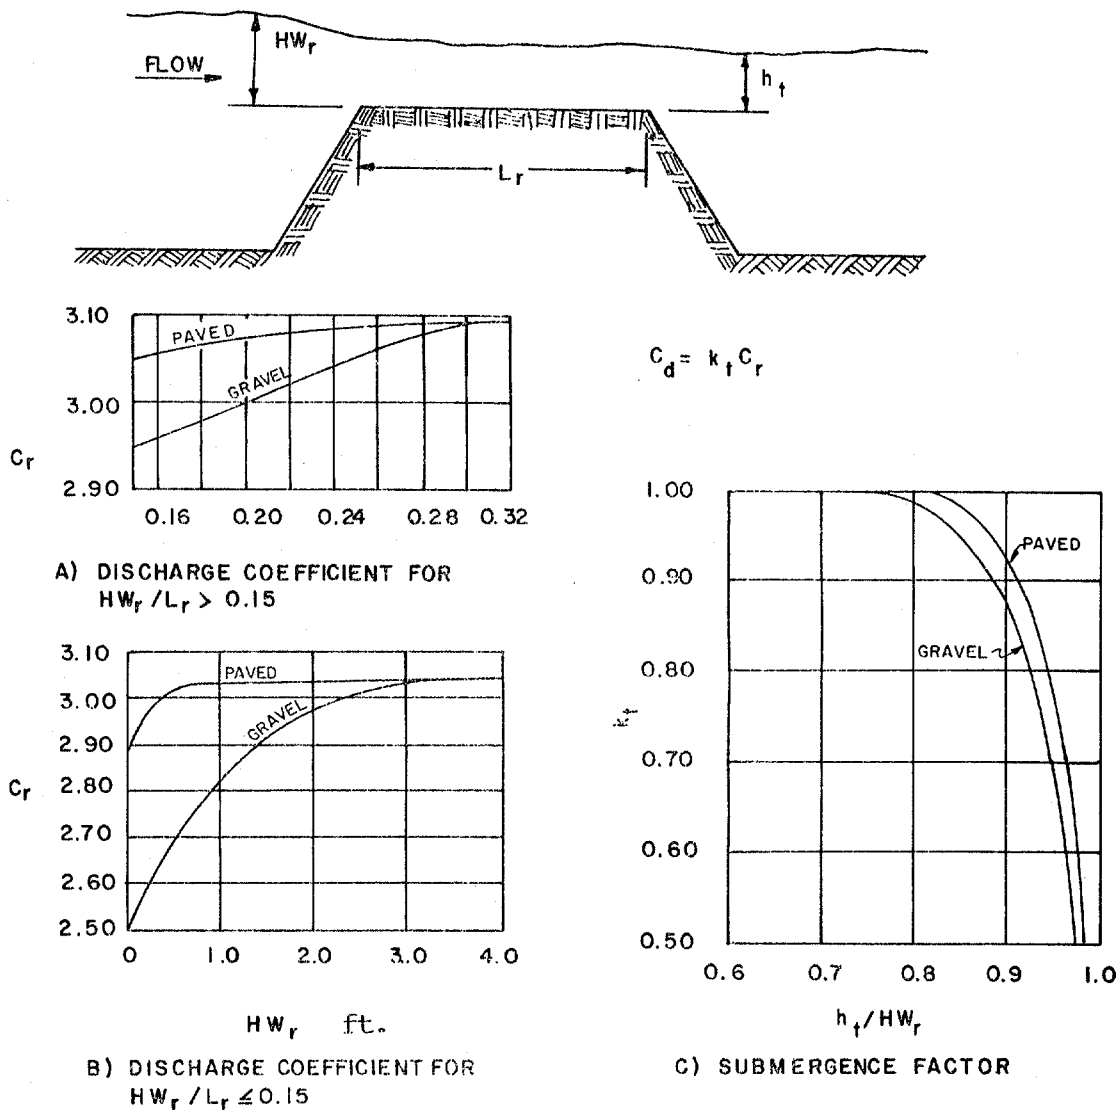 HWr
FLOW
ht
Lr
3.10
PAVED
GRAVEL
3.00
Cr
2.90
0.16 0.20 0.24 0.28 0.32
A) DISCHARGE COEFFICIENT FOR
HWr/Lr > 0.15
3.10
PAVED
3.00
GRAVEL
2.90
Cr
2.80
2.70
2.60
2.50
0 1.0 2.0 3.0 4.0
HWr ft.
B) DISCHARGE COEFFICIENT FOR
HWr/Lr ≤ 0.15
Cd = kt Cr
1.00
PAVED
0.90
GRAVEL
0.80
kt
0.70
0.60
0.50
0.6 0.7 0.8 0.9 1.0
ht/HWr
C) SUBMERGENCE FACTOR